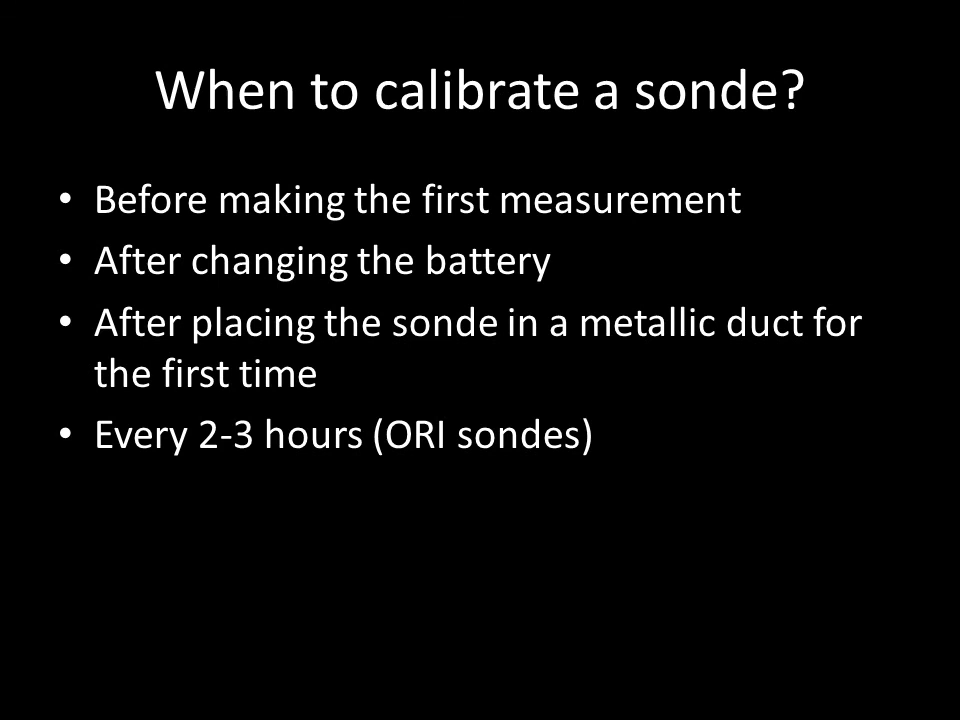 When to calibrate a sonde?
• Before making the first measurement
• After changing the battery
• After placing the sonde in a metallic duct for
the first time
• Every 2-3 hours (ORI sondes)